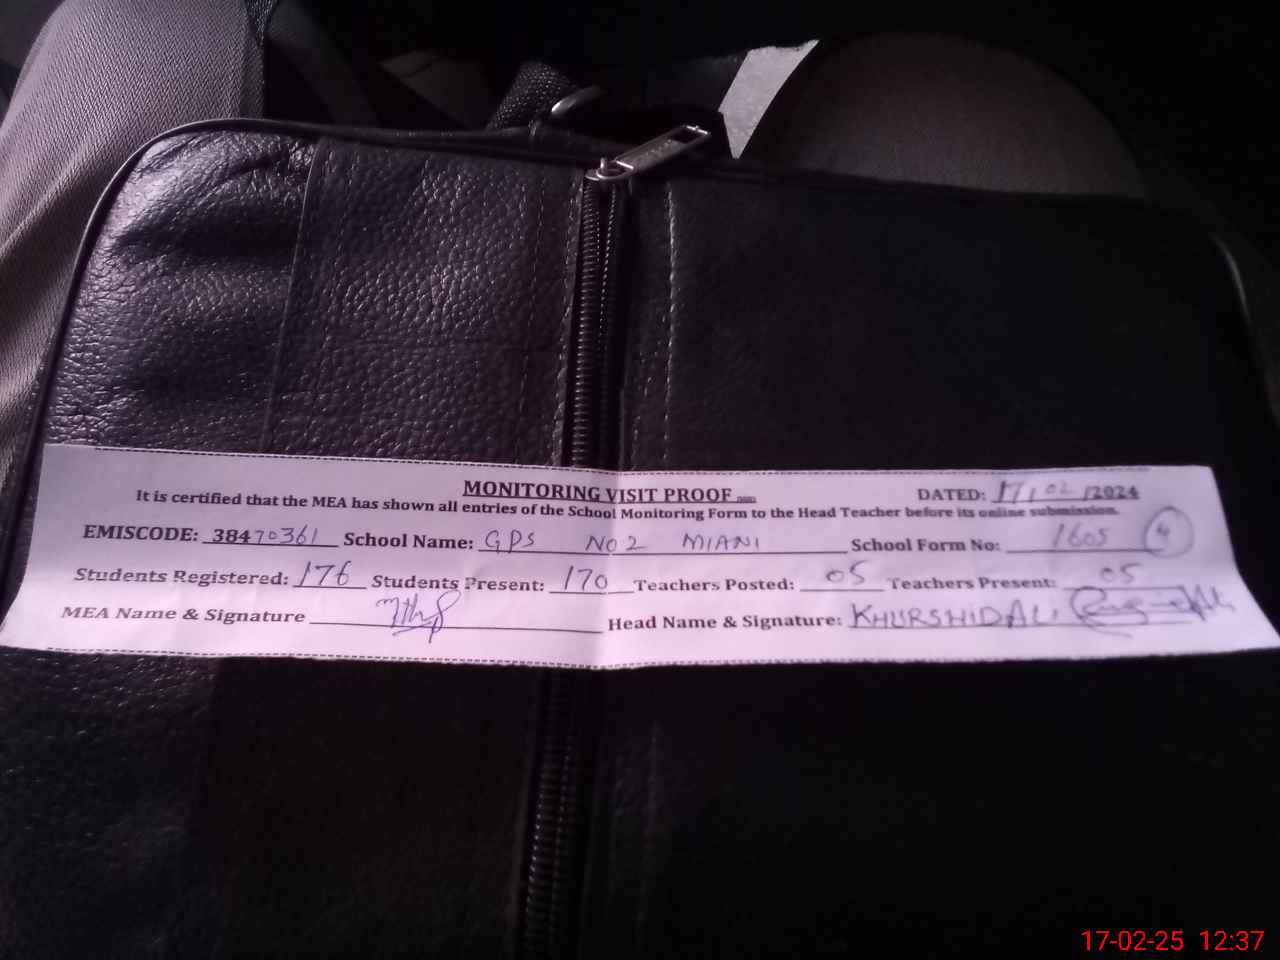 MONITORING VISIT PROOF
DATED: 17/02/2024
It is certified that the MEA has shown all entries of the School Monitoring Form to the Head Teacher before its online submission.
EMISCODE: 38470361 School Name: GPS NO2 MIANI School Form No: 1605 4
Students Registered: 176 Students Present: 170 Teachers Posted: 05 Teachers Present: 05
MEA Name & Signature Head Name & Signature: KHURSHID ALI
17-02-25 12:37